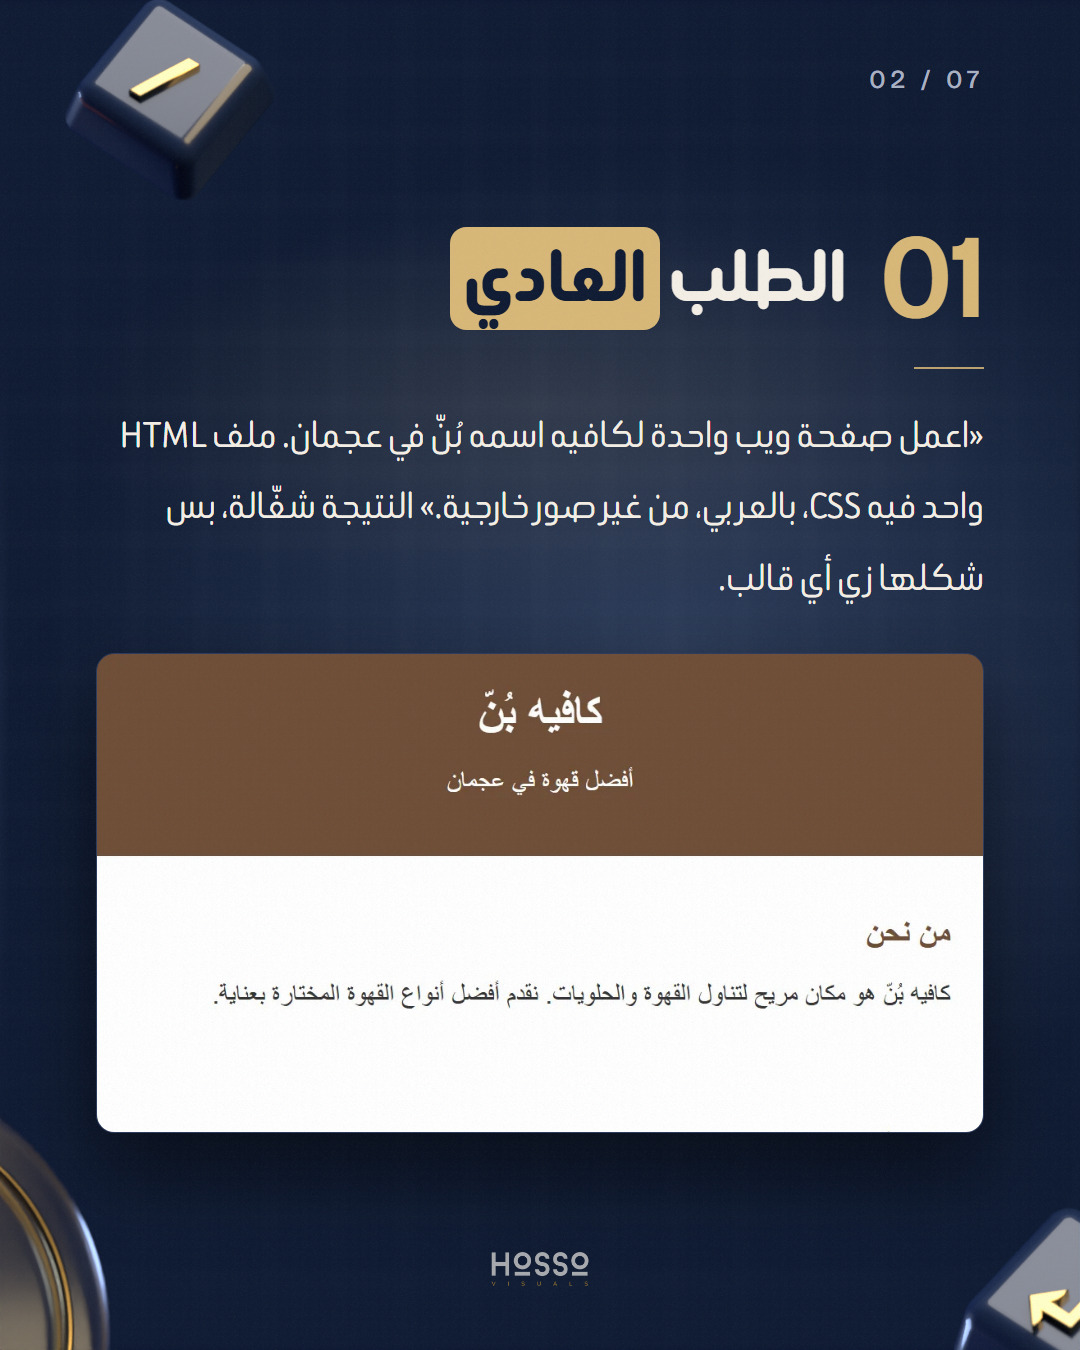 02 / 07
01 الطلب العادي
«اعمل صفحة ويب واحدة لكافيه اسمه بُنّ في عجمان. ملف HTML
واحد فيه CSS، بالعربي، من غير صور خارجية.» النتيجة شغّالة، بس
شكلها زي أي قالب.
كافيه بُنّ
أفضل قهوة في عجمان
من نحن
كافيه بُنّ هو مكان مريح لتناول القهوة والحلويات. نقدم أفضل أنواع القهوة المختارة بعناية.
HOSSO
VISUALS